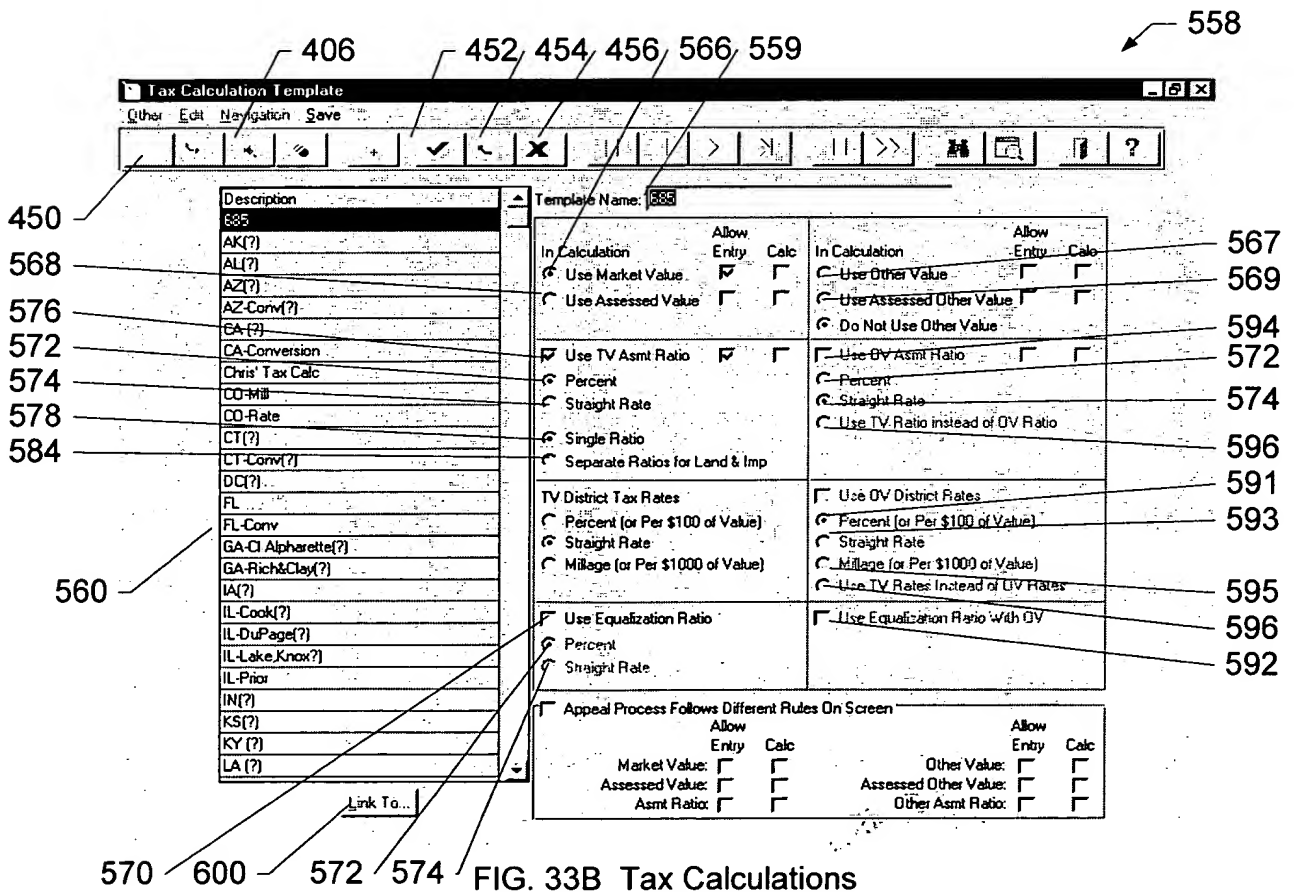 558
406 452 454 456 566 559
Tax Calculation Template
Other Edit Navigation Save
?
450
568
576
572
574
578
584
560
Description
685
AK(?)
AL(?)
AZ(?)
AZ-Conv(?)
CA (?)
CA-Conversion
Chris' Tax Calc
CO-Mill
CO-Rate
CT(?)
CT-Conv(?)
DC(?)
FL
FL-Conv
GA-CI Alpharette(?)
GA-Rich&Clay(?)
IA(?)
IL-Cook(?)
IL-DuPage(?)
IL-Lake,Knox?)
IL-Prior
IN(?)
KS(?)
KY (?)
LA (?)
Link To...
Template Name: 685
Allow
In Calculation Entry Calc
Use Market Value
Use Assessed Value
Allow
In Calculation Entry Calc
Use Other Value
Use Assessed Other Value
Do Not Use Other Value
Use TV Asmt Ratio
Percent
Straight Rate
Single Ratio
Separate Ratios for Land & Imp
Use OV Asmt Ratio
Percent
Straight Rate
Use TV Ratio instead of OV Ratio
TV District Tax Rates
Percent (or Per $100 of Value)
Straight Rate
Millage (or Per $1000 of Value)
Use OV District Rates
Percent (or Per $100 of Value)
Straight Rate
Millage (or Per $1000 of Value)
Use TV Rates Instead of OV Rates
Use Equalization Ratio
Percent
Straight Rate
Use Equalization Ratio With OV
Appeal Process Follows Different Rules On Screen
Allow
Entry Calc
Market Value:
Assessed Value:
Asmt Ratio:
Allow
Entry Calc
Other Value:
Assessed Other Value:
Other Asmt Ratio:
567
569
594
572
574
596
591
593
595
596
592
570 600 572 574
FIG. 33B Tax Calculations